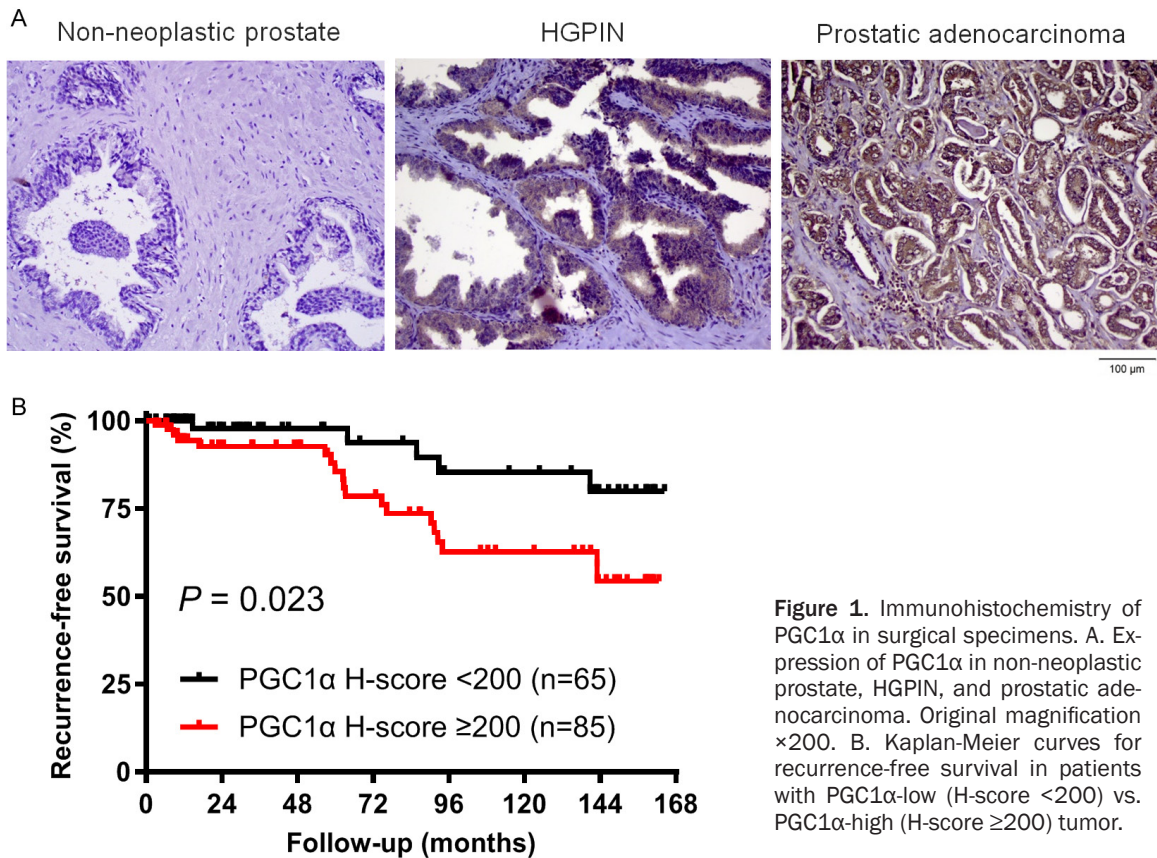 A
Non-neoplastic prostate
HGPIN
Prostatic adenocarcinoma
100 µm
B
Recurrence-free survival (%)
100
75
50
25
0
P = 0.023
PGC1α H-score <200 (n=65)
PGC1α H-score ≥200 (n=85)
0 24 48 72 96 120 144 168
Follow-up (months)
Figure 1. Immunohistochemistry of
PGC1α in surgical specimens. A. Ex-
pression of PGC1α in non-neoplastic
prostate, HGPIN, and prostatic ade-
nocarcinoma. Original magnification
×200. B. Kaplan-Meier curves for
recurrence-free survival in patients
with PGC1α-low (H-score <200) vs.
PGC1α-high (H-score ≥200) tumor.